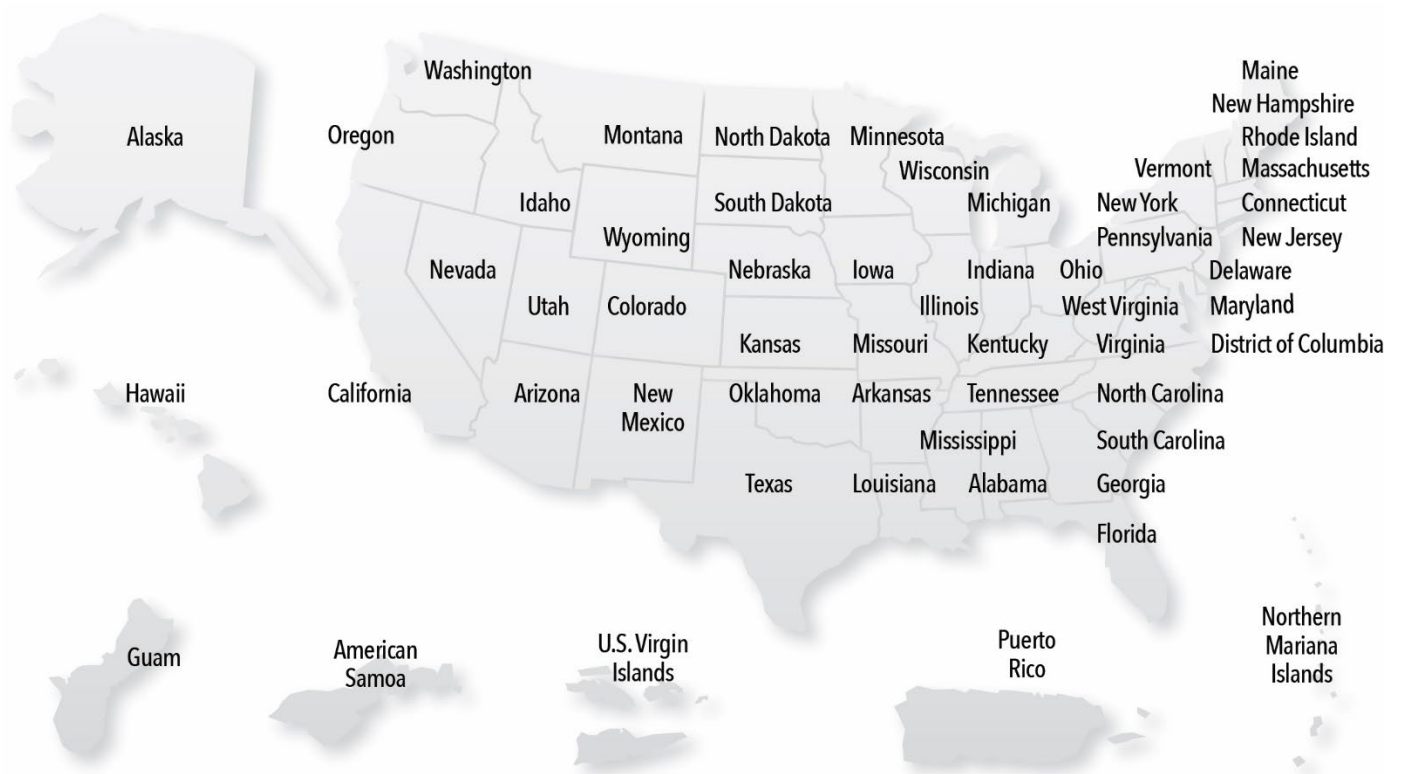 Washington
Maine
New Hampshire
Alaska
Oregon
Montana
North Dakota
Minnesota
Rhode Island
Wisconsin
Vermont
Massachusetts
Idaho
South Dakota
Michigan
New York
Connecticut
Wyoming
Pennsylvania
New Jersey
Nevada
Nebraska
Iowa
Indiana
Ohio
Delaware
Utah
Colorado
Illinois
West Virginia
Maryland
Kansas
Missouri
Kentucky
Virginia
District of Columbia
Hawaii
California
Arizona
New
Mexico
Oklahoma
Arkansas
Tennessee
North Carolina
Mississippi
South Carolina
Texas
Louisiana
Alabama
Georgia
Florida
Guam
American
Samoa
U.S. Virgin
Islands
Puerto
Rico
Northern
Mariana
Islands